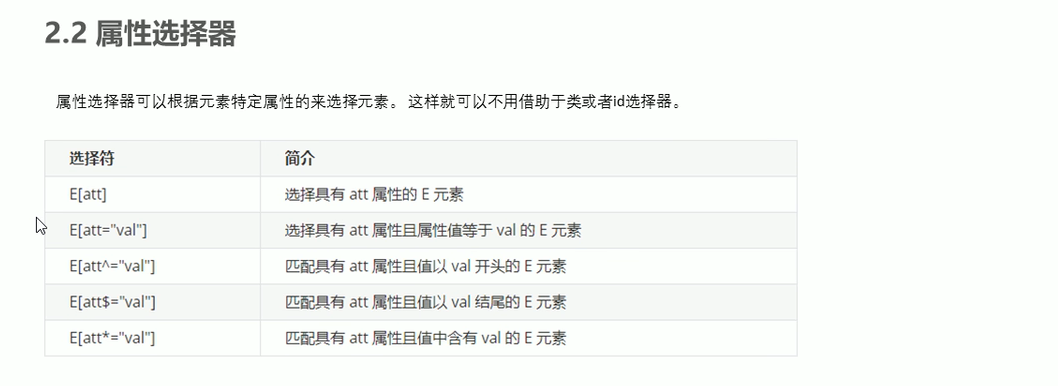 2.2 属性选择器
属性选择器可以根据元素特定属性的来选择元素。 这样就可以不用借助于类或者id选择器。
选择符 简介
E[att] 选择具有 att 属性的 E 元素
E[att="val"] 选择具有 att 属性且属性值等于 val 的 E 元素
E[att^="val"] 匹配具有 att 属性且值以 val 开头的 E 元素
E[att$="val"] 匹配具有 att 属性且值以 val 结尾的 E 元素
E[att*="val"] 匹配具有 att 属性且值中含有 val 的 E 元素